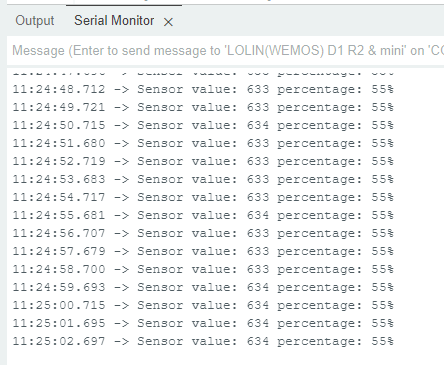 Output Serial Monitor ×
Message (Enter to send message to 'LOLIN(WEMOS) D1 R2 & mini' on 'CO
11:24:48.712 -> Sensor value: 633 percentage: 55%
11:24:49.721 -> Sensor value: 633 percentage: 55%
11:24:50.715 -> Sensor value: 634 percentage: 55%
11:24:51.680 -> Sensor value: 633 percentage: 55%
11:24:52.719 -> Sensor value: 633 percentage: 55%
11:24:53.683 -> Sensor value: 633 percentage: 55%
11:24:54.717 -> Sensor value: 633 percentage: 55%
11:24:55.681 -> Sensor value: 634 percentage: 55%
11:24:56.707 -> Sensor value: 633 percentage: 55%
11:24:57.679 -> Sensor value: 633 percentage: 55%
11:24:58.700 -> Sensor value: 633 percentage: 55%
11:24:59.693 -> Sensor value: 634 percentage: 55%
11:25:00.715 -> Sensor value: 634 percentage: 55%
11:25:01.695 -> Sensor value: 634 percentage: 55%
11:25:02.697 -> Sensor value: 634 percentage: 55%